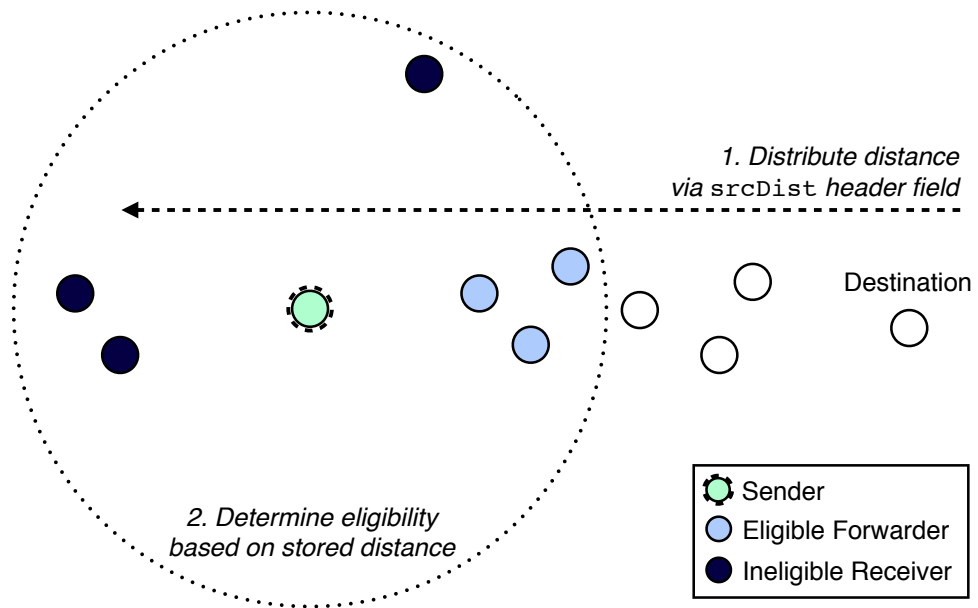 1. Distribute distance
via srcDist header field
Destination
2. Determine eligibility
based on stored distance
Sender
Eligible Forwarder
Ineligible Receiver